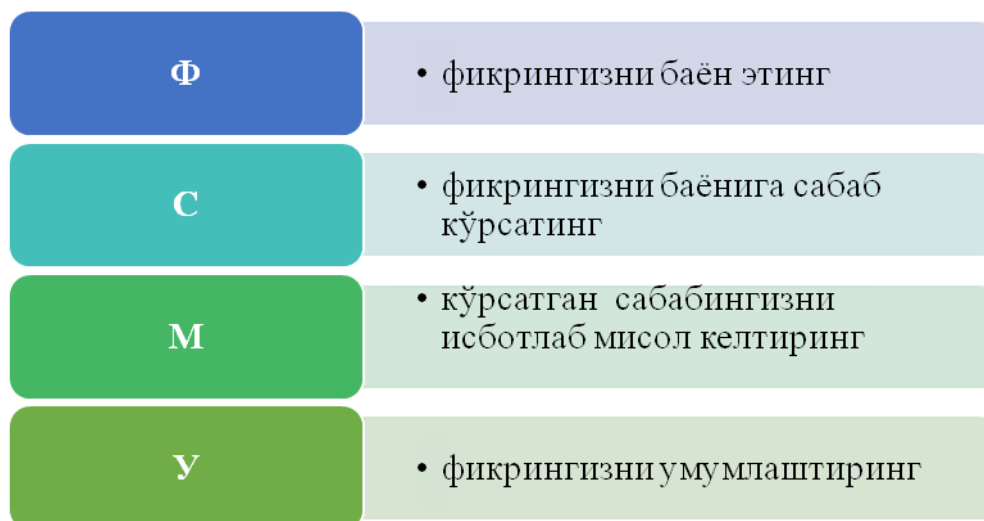 Ф
• фикрингизни баён этинг
С
• фикрингизни баёнига сабаб
кўрсатинг
М
• кўрсатган сабабингизни
исботлаб мисол келтиринг
У
• фикрингизни умумлаштиринг